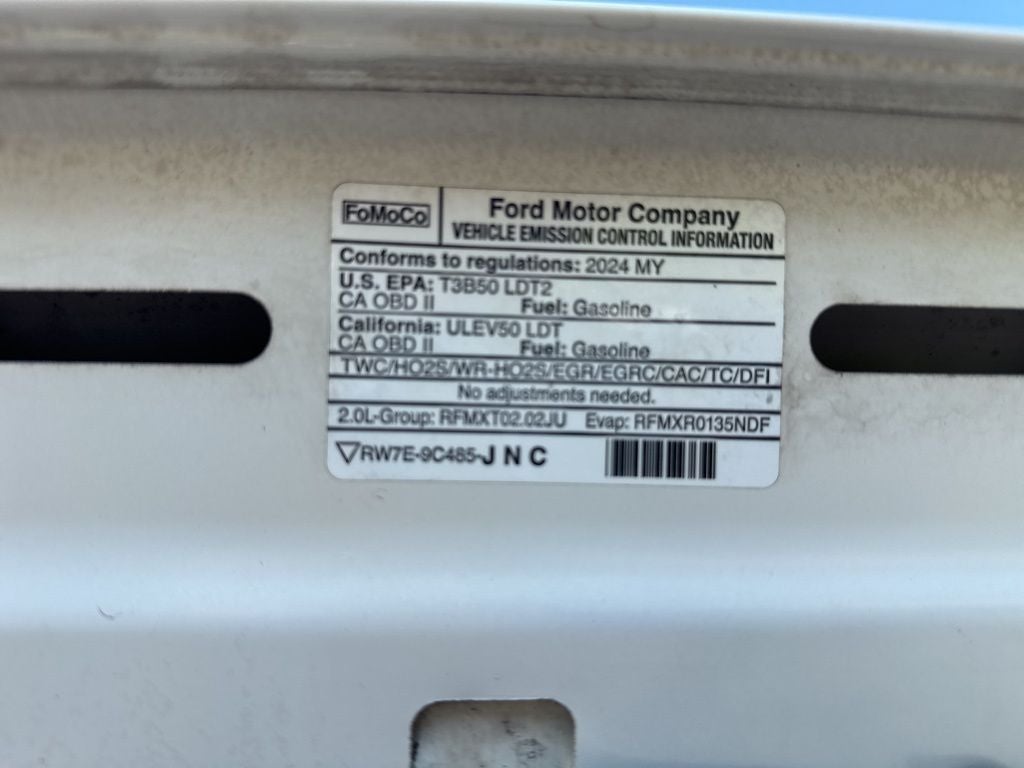 FoMoCo
Ford Motor Company
VEHICLE EMISSION CONTROL INFORMATION
Conforms to regulations: 2024 MY
U.S. EPA: T3B50 LDT2
CA OBD II Fuel: Gasoline
California: ULEV50 LDT
CA OBD II Fuel: Gasoline
TWC/HO2S/WR-HO2S/EGR/EGRC/CAC/TC/DFI
No adjustments needed.
2.0L-Group: RFMXT02.02JU Evap: RFMXR0135NDF
RW7E-9C485-J N C